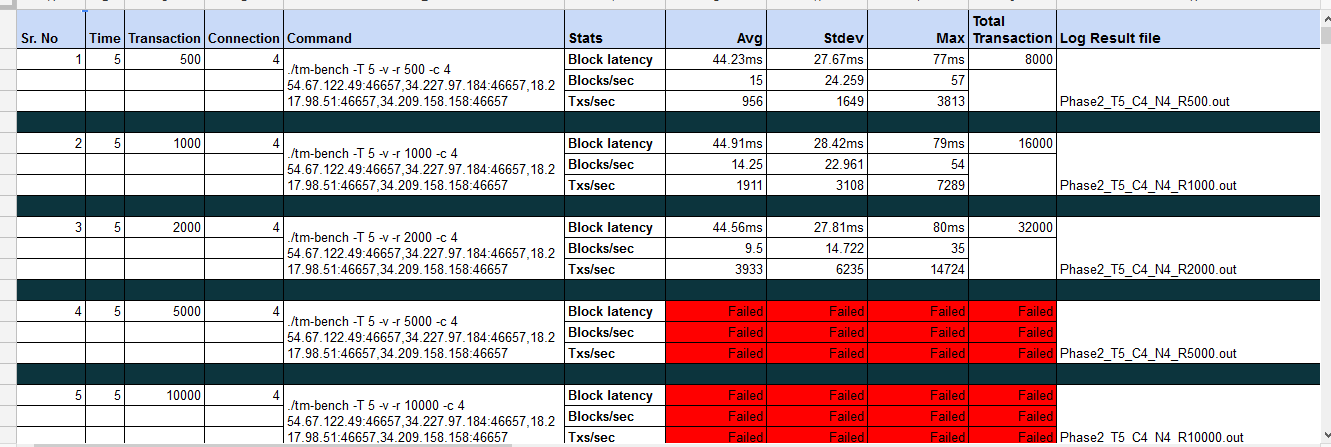 Sr. No Time Transaction Connection Command Stats Avg Stdev Max Total Transaction Log Result file
1 5 500 4 ./tm-bench -T 5 -v -r 500 -c 4 Block latency 44.23ms 27.67ms 77ms 8000
54.67.122.49:46657,34.227.97.184:46657,18.2 Blocks/sec 15 24.259 57
17.98.51:46657,34.209.158.158:46657 Txs/sec 956 1649 3813 Phase2_T5_C4_N4_R500.out
2 5 1000 4 ./tm-bench -T 5 -v -r 1000 -c 4 Block latency 44.91ms 28.42ms 79ms 16000
54.67.122.49:46657,34.227.97.184:46657,18.2 Blocks/sec 14.25 22.961 54
17.98.51:46657,34.209.158.158:46657 Txs/sec 1911 3108 7289 Phase2_T5_C4_N4_R1000.out
3 5 2000 4 ./tm-bench -T 5 -v -r 2000 -c 4 Block latency 44.56ms 27.81ms 80ms 32000
54.67.122.49:46657,34.227.97.184:46657,18.2 Blocks/sec 9.5 14.722 35
17.98.51:46657,34.209.158.158:46657 Txs/sec 3933 6235 14724 Phase2_T5_C4_N4_R2000.out
4 5 5000 4 ./tm-bench -T 5 -v -r 5000 -c 4 Block latency Failed Failed Failed Failed
54.67.122.49:46657,34.227.97.184:46657,18.2 Blocks/sec Failed Failed Failed Failed
17.98.51:46657,34.209.158.158:46657 Txs/sec Failed Failed Failed Failed Phase2_T5_C4_N4_R5000.out
5 5 10000 4 ./tm-bench -T 5 -v -r 10000 -c 4 Block latency Failed Failed Failed Failed
54.67.122.49:46657,34.227.97.184:46657,18.2 Blocks/sec Failed Failed Failed Failed
17.98.51:46657,34.209.158.158:46657 Txs/sec Failed Failed Failed Failed Phase2_T5_C4_N4_R10000.out